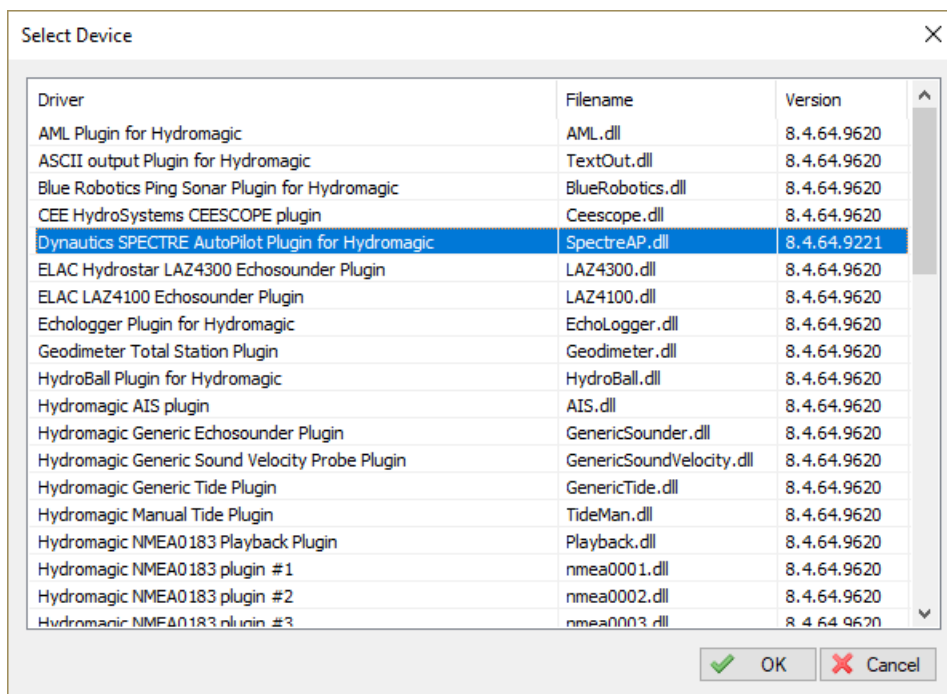 Select Device
Driver Filename Version
AML Plugin for Hydromagic AML.dll 8.4.64.9620
ASCII output Plugin for Hydromagic TextOut.dll 8.4.64.9620
Blue Robotics Ping Sonar Plugin for Hydromagic BlueRobotics.dll 8.4.64.9620
CEE HydroSystems CEESCOPE plugin Ceescope.dll 8.4.64.9620
Dynautics SPECTRE AutoPilot Plugin for Hydromagic SpectreAP.dll 8.4.64.9221
ELAC Hydrostar LAZ4300 Echosounder Plugin LAZ4300.dll 8.4.64.9620
ELAC LAZ4100 Echosounder Plugin LAZ4100.dll 8.4.64.9620
Echologger Plugin for Hydromagic EchoLogger.dll 8.4.64.9620
Geodimeter Total Station Plugin Geodimeter.dll 8.4.64.9620
HydroBall Plugin for Hydromagic HydroBall.dll 8.4.64.9620
Hydromagic AIS plugin AIS.dll 8.4.64.9620
Hydromagic Generic Echosounder Plugin GenericSounder.dll 8.4.64.9620
Hydromagic Generic Sound Velocity Probe Plugin GenericSoundVelocity.dll 8.4.64.9620
Hydromagic Generic Tide Plugin GenericTide.dll 8.4.64.9620
Hydromagic Manual Tide Plugin TideMan.dll 8.4.64.9620
Hydromagic NMEA0183 Playback Plugin Playback.dll 8.4.64.9620
Hydromagic NMEA0183 plugin #1 nmea0001.dll 8.4.64.9620
Hydromagic NMEA0183 plugin #2 nmea0002.dll 8.4.64.9620
Hydromagic NMEA0183 plugin #3 nmea0003.dll 8.4.64.9620
OK Cancel